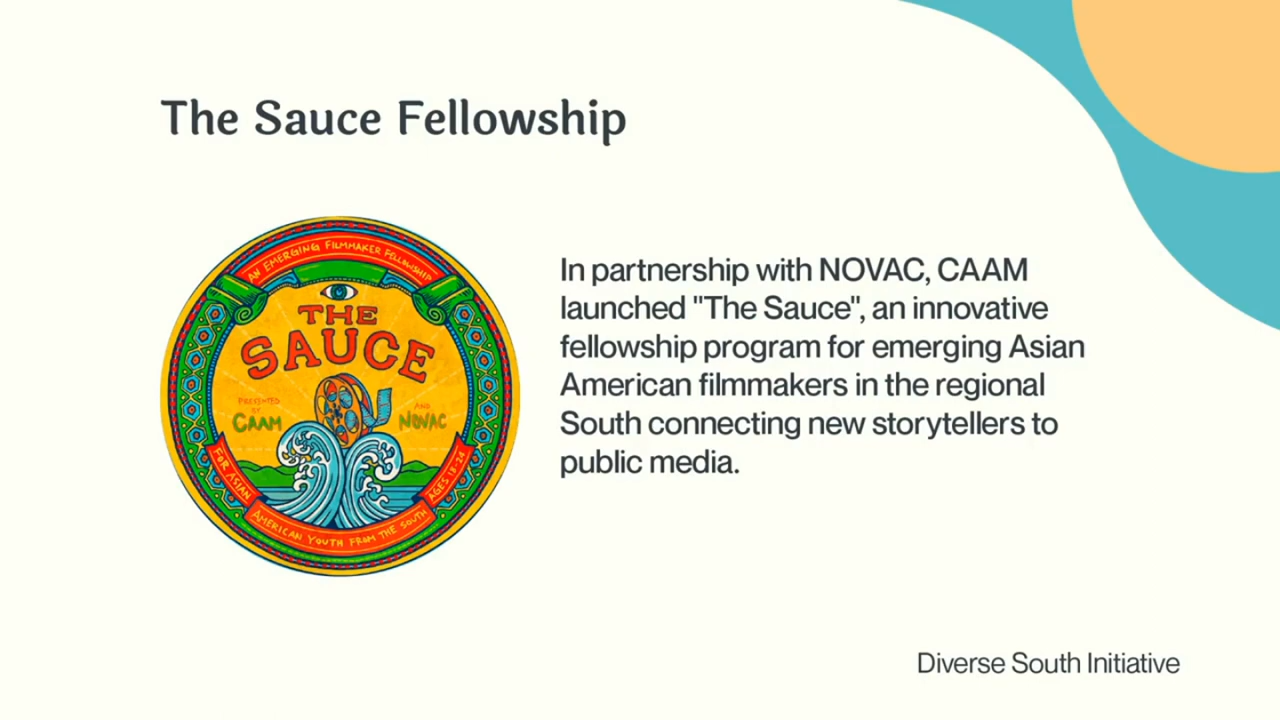 The Sauce Fellowship
AN EMERGING FILMMAKER FELLOWSHIP
THE
SAUCE
PRESENTED
BY
CAAM
AND
NOVAC
FOR ASIAN
AMERICAN YOUTH FROM THE SOUTH
AGES 18-24
In partnership with NOVAC, CAAM
launched "The Sauce", an innovative
fellowship program for emerging Asian
American filmmakers in the regional
South connecting new storytellers to
public media.
Diverse South Initiative